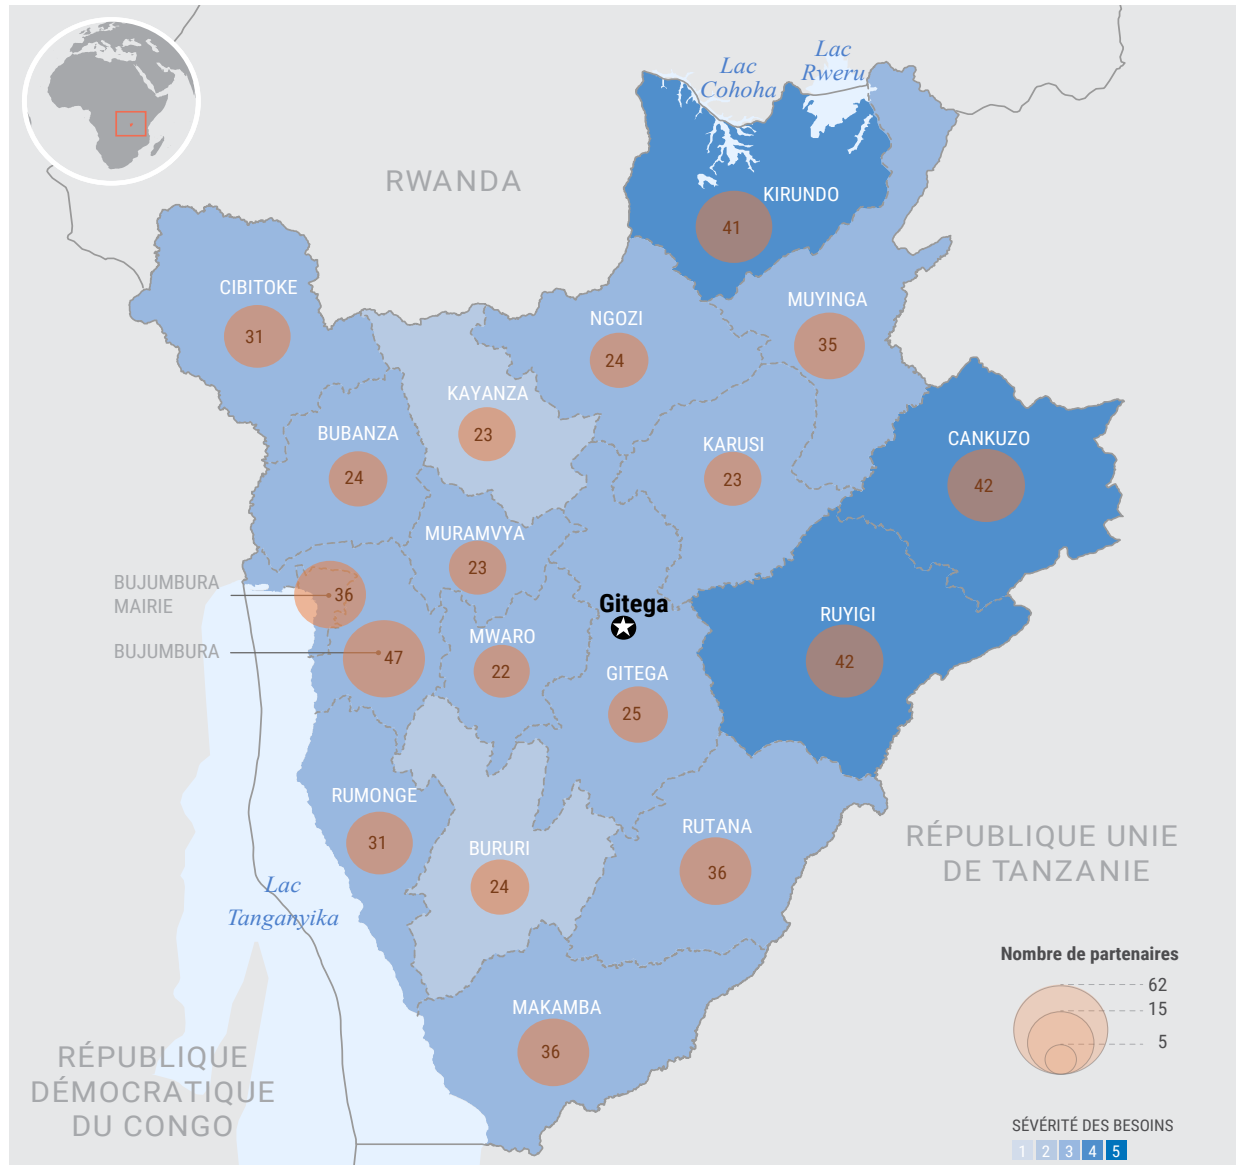 Lac
Rweru
Lac
Cohoha
RWANDA
KIRUNDO
41
CIBITOKE
31
MUYINGA
35
NGOZI
24
KAYANZA
23
BUBANZA
24
KARUSI
23
CANKUZO
42
MURAMVYA
23
BUJUMBURA
MAIRIE
36
BUJUMBURA
47
MWARO
22
Gitega
GITEGA
25
RUYIGI
42
RUMONGE
31
BURURI
24
RUTANA
36
RÉPUBLIQUE UNIE
DE TANZANIE
Lac
Tanganyika
MAKAMBA
36
RÉPUBLIQUE
DÉMOCRATIQUE
DU CONGO
Nombre de partenaires
62
15
5
SÉVÉRITÉ DES BESOINS
1 2 3 4 5